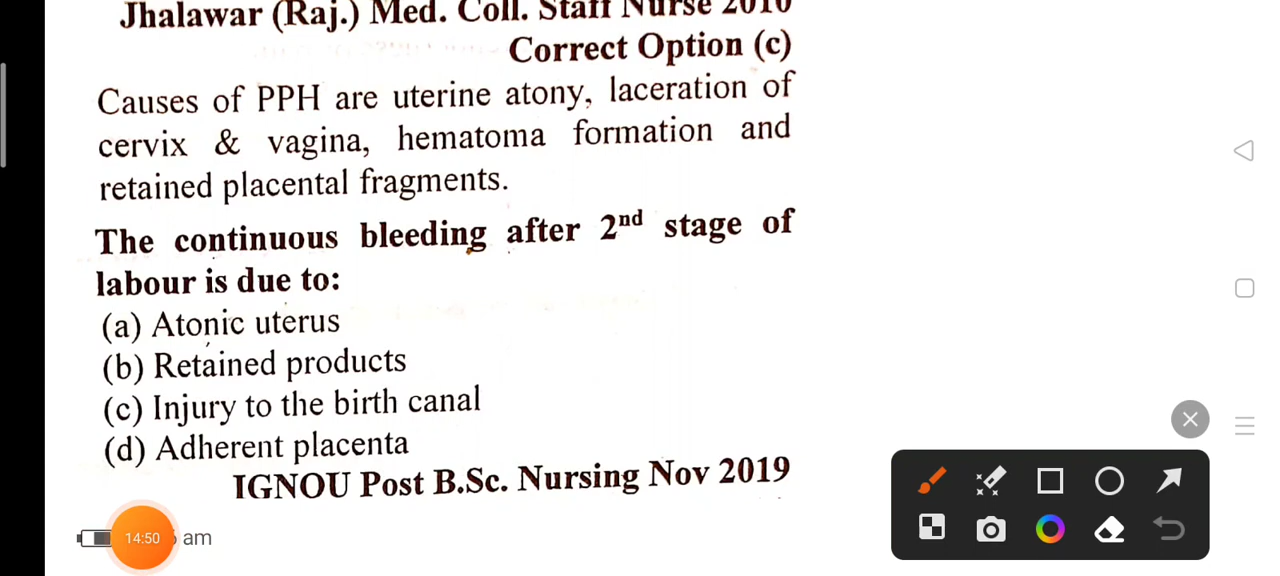 Jhalawar (Raj.) Med. Coll. Staff Nurse 2010
Correct Option (c)
Causes of PPH are uterine atony, laceration of
cervix & vagina, hematoma formation and
retained placental fragments.
The continuous bleeding after 2nd stage of
labour is due to:
(a) Atonic uterus
(b) Retained products
(c) Injury to the birth canal
(d) Adherent placenta
IGNOU Post B.Sc. Nursing Nov 2019
14:50 am